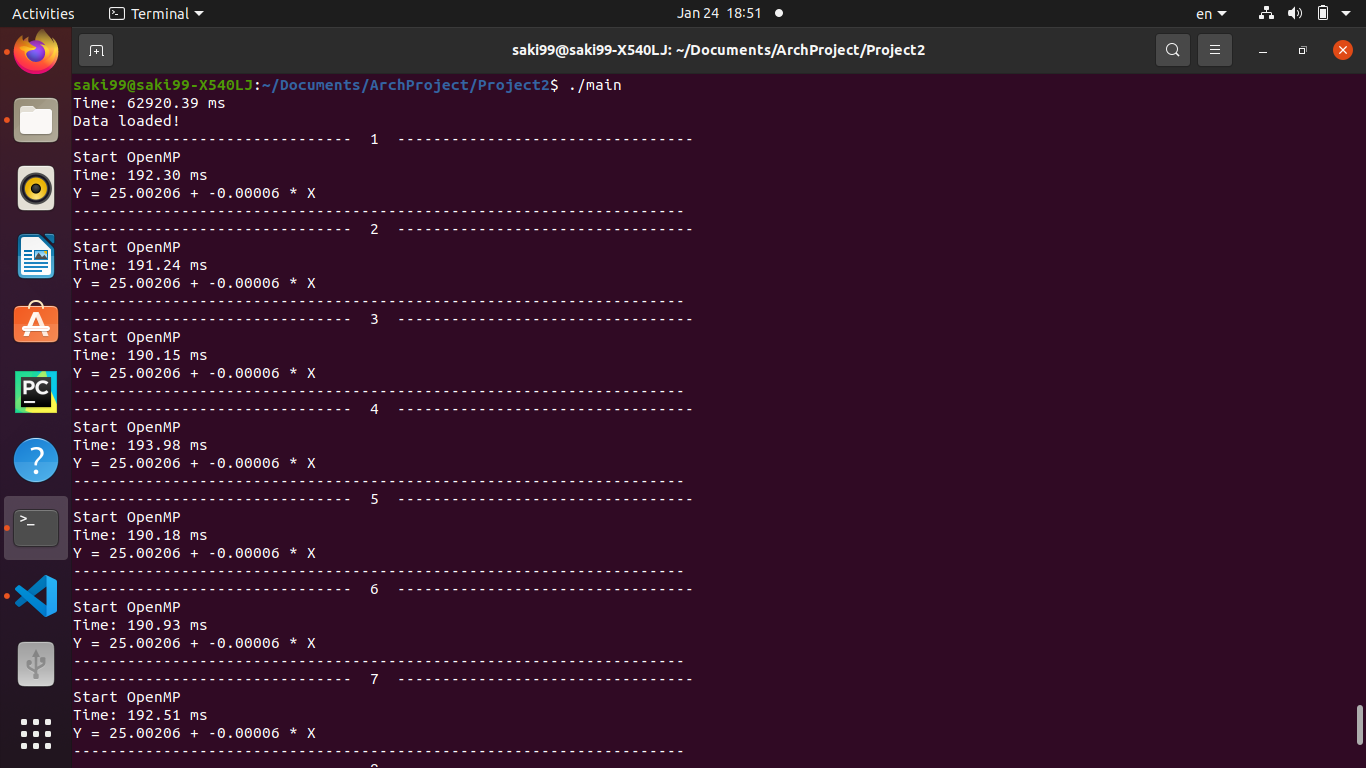 Activities Terminal Jan 24 18:51 en
saki99@saki99-X540LJ: ~/Documents/ArchProject/Project2
saki99@saki99-X540LJ:~/Documents/ArchProject/Project2$ ./main
Time: 62920.39 ms
Data loaded!
------------------------------- 1 ---------------------------------
Start OpenMP
Time: 192.30 ms
Y = 25.00206 + -0.00006 * X
--------------------------------------------------------------------
------------------------------- 2 ---------------------------------
Start OpenMP
Time: 191.24 ms
Y = 25.00206 + -0.00006 * X
--------------------------------------------------------------------
------------------------------- 3 ---------------------------------
Start OpenMP
Time: 190.15 ms
Y = 25.00206 + -0.00006 * X
--------------------------------------------------------------------
------------------------------- 4 ---------------------------------
Start OpenMP
Time: 193.98 ms
Y = 25.00206 + -0.00006 * X
--------------------------------------------------------------------
------------------------------- 5 ---------------------------------
Start OpenMP
Time: 190.18 ms
Y = 25.00206 + -0.00006 * X
--------------------------------------------------------------------
------------------------------- 6 ---------------------------------
Start OpenMP
Time: 190.93 ms
Y = 25.00206 + -0.00006 * X
--------------------------------------------------------------------
------------------------------- 7 ---------------------------------
Start OpenMP
Time: 192.51 ms
Y = 25.00206 + -0.00006 * X
--------------------------------------------------------------------
PC